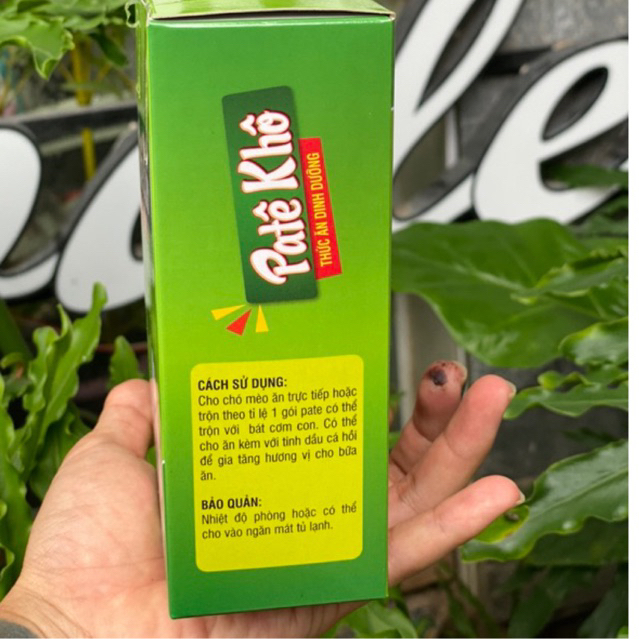 Patê Khô
THỨC ĂN DINH DƯỠNG
CÁCH SỬ DỤNG:
Cho chó mèo ăn trực tiếp hoặc
trộn theo tỉ lệ 1 gói pate có thể
trộn với bát cơm con. Có thể
cho ăn kèm với tinh dầu cá hồi
để gia tăng hương vị cho bữa
ăn.
BẢO QUẢN:
Nhiệt độ phòng hoặc có thể
cho vào ngăn mát tủ lạnh.